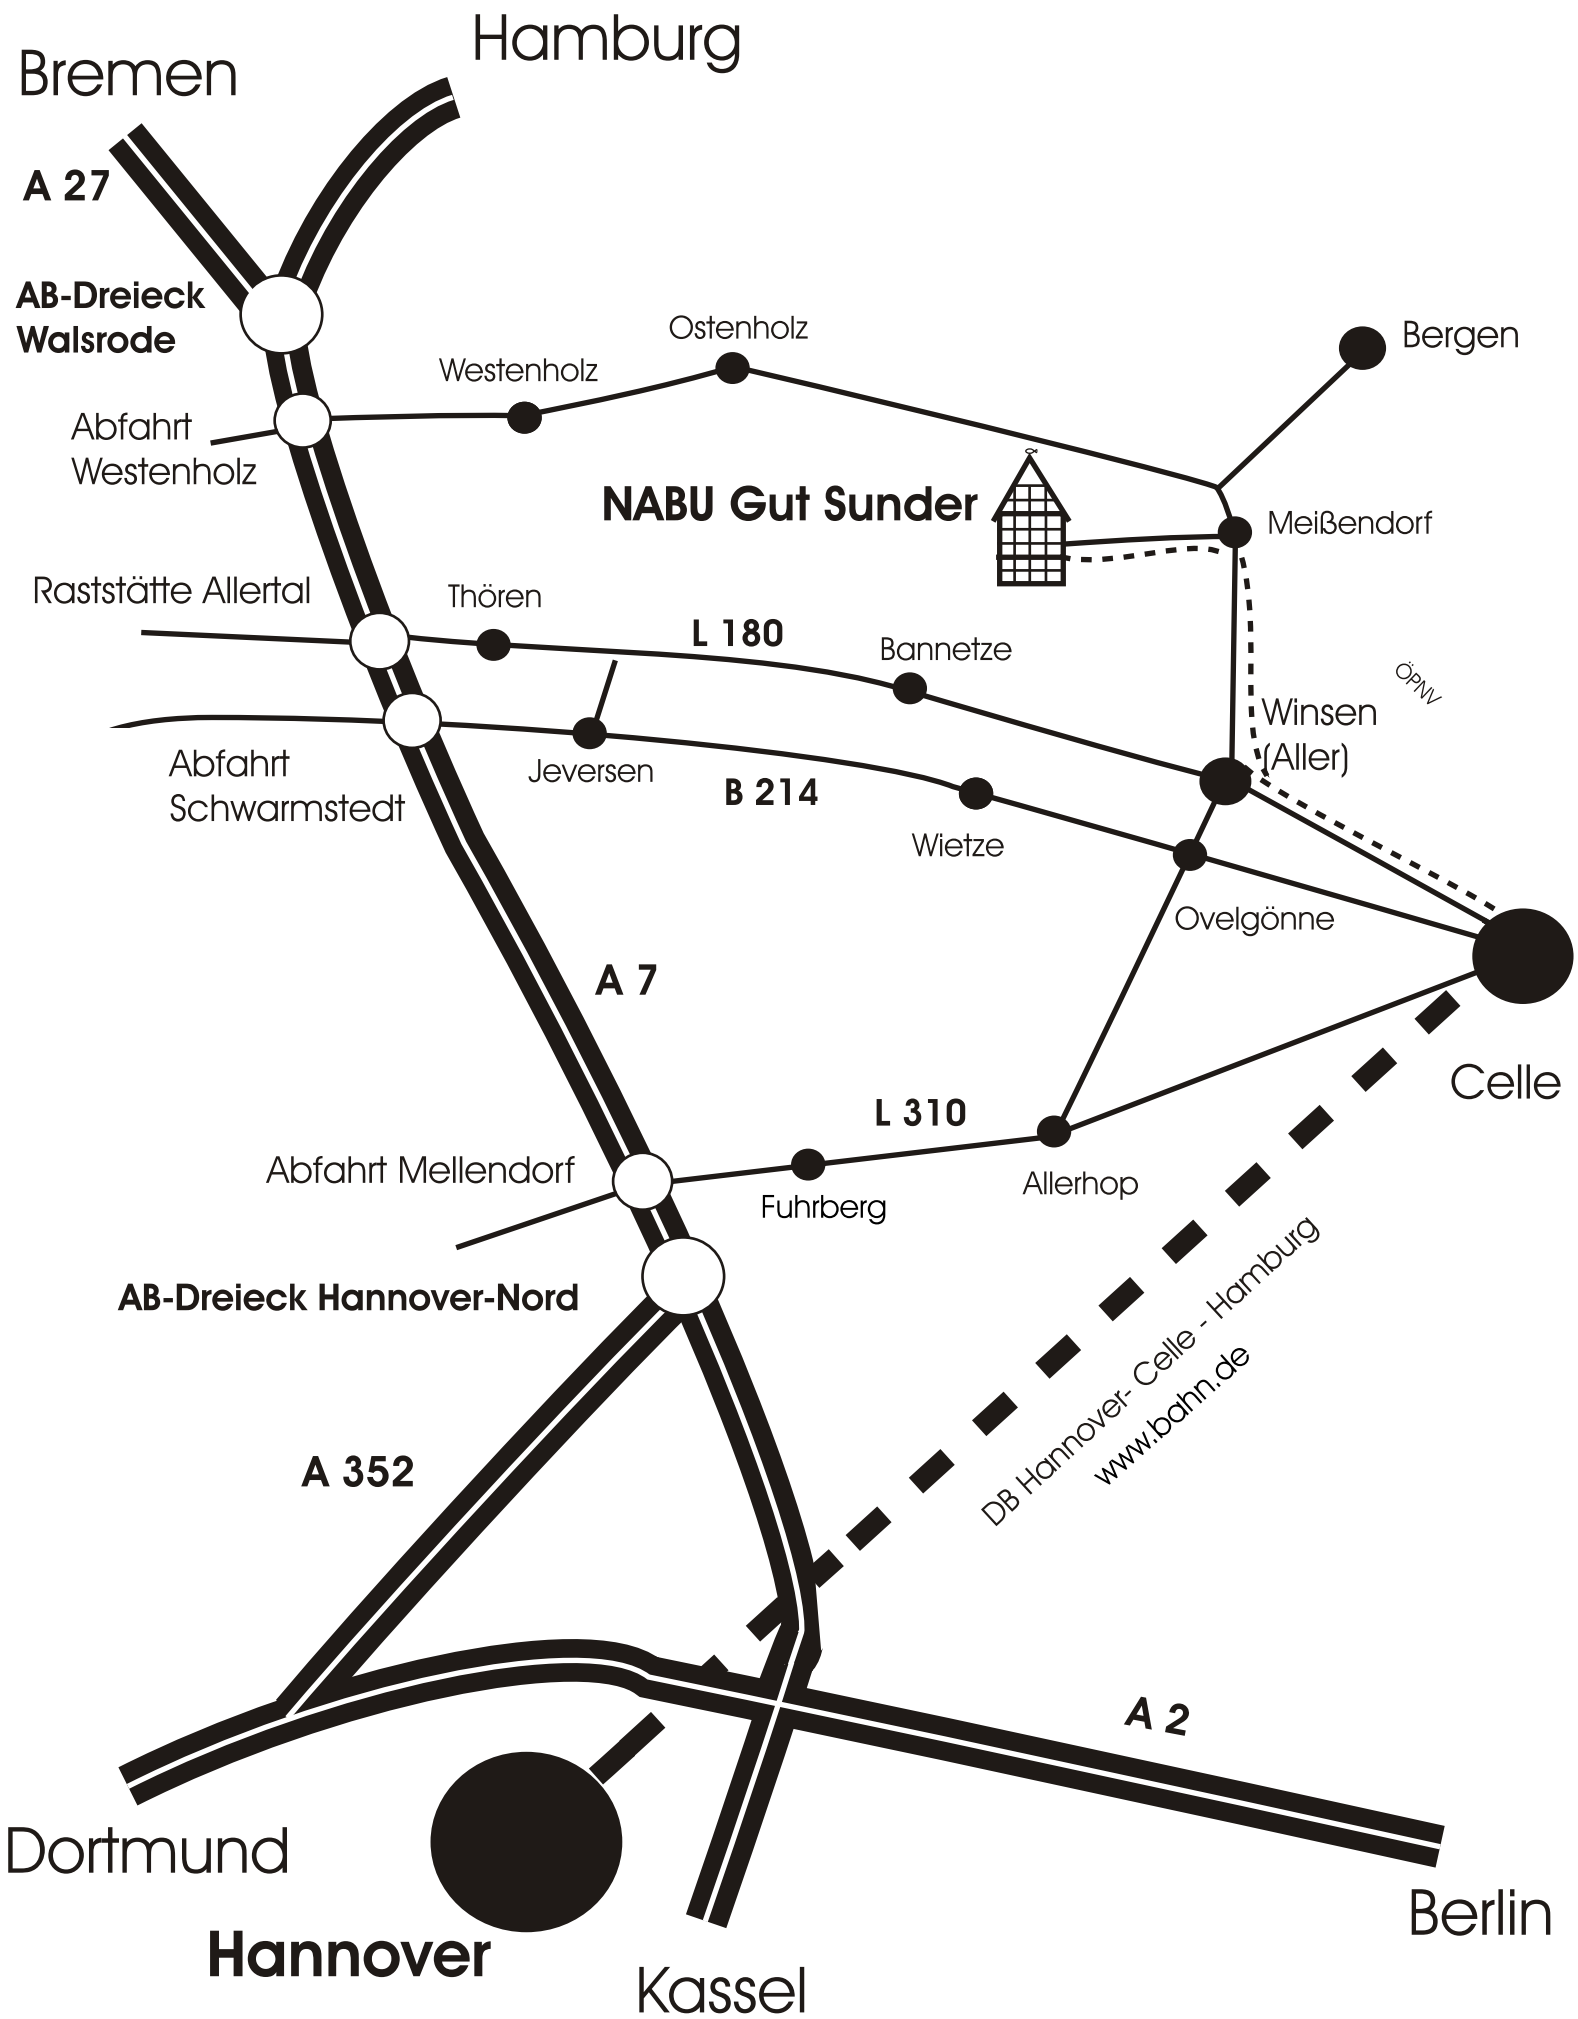 Hamburg
Bremen
A 27
AB-Dreieck
Walsrode
Ostenholz
Bergen
Westenholz
Abfahrt
Westenholz
NABU Gut Sunder
Meißendorf
Raststätte Allertal
Thören
L 180
Bannetze
ÖPNV
Winsen
(Aller)
Abfahrt
Schwarmstedt
Jeversen
B 214
Wietze
Ovelgönne
A 7
Celle
L 310
Abfahrt Mellendorf
Allerhop
Fuhrberg
AB-Dreieck Hannover-Nord
DB Hannover- Celle - Hamburg
www.bahn.de
A 352
A 2
Dortmund
Berlin
Hannover
Kassel